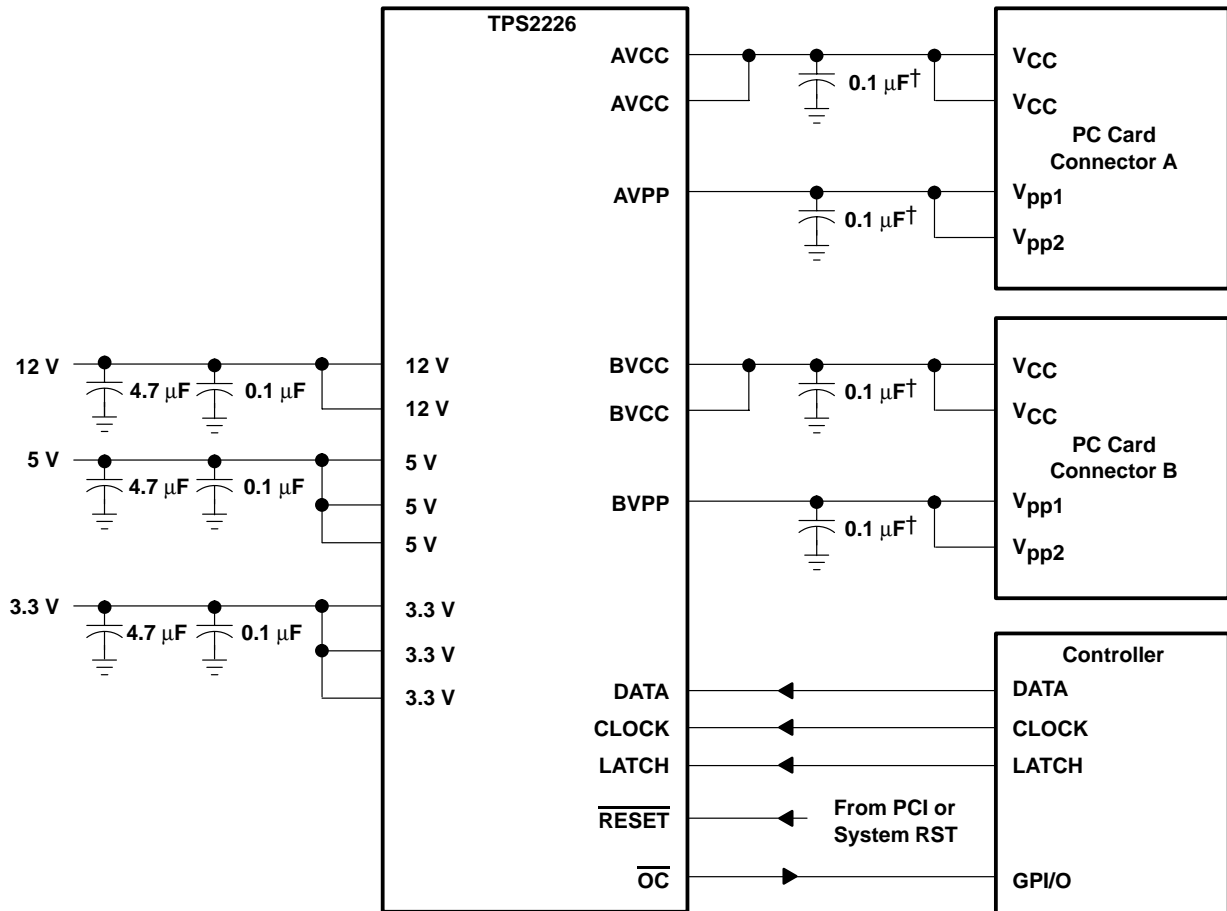 TPS2226
AVCC
AVCC
AVPP
12 V
12 V
5 V
5 V
5 V
3.3 V
3.3 V
3.3 V
BVCC
BVCC
BVPP
DATA
CLOCK
LATCH
RESET
OC
12 V
4.7 μF
0.1 μF
5 V
4.7 μF
0.1 μF
3.3 V
4.7 μF
0.1 μF
0.1 μF†
0.1 μF†
0.1 μF†
0.1 μF†
VCC
VCC
PC Card
Connector A
Vpp1
Vpp2
VCC
VCC
PC Card
Connector B
Vpp1
Vpp2
Controller
DATA
CLOCK
LATCH
From PCI or
System RST
GPI/O